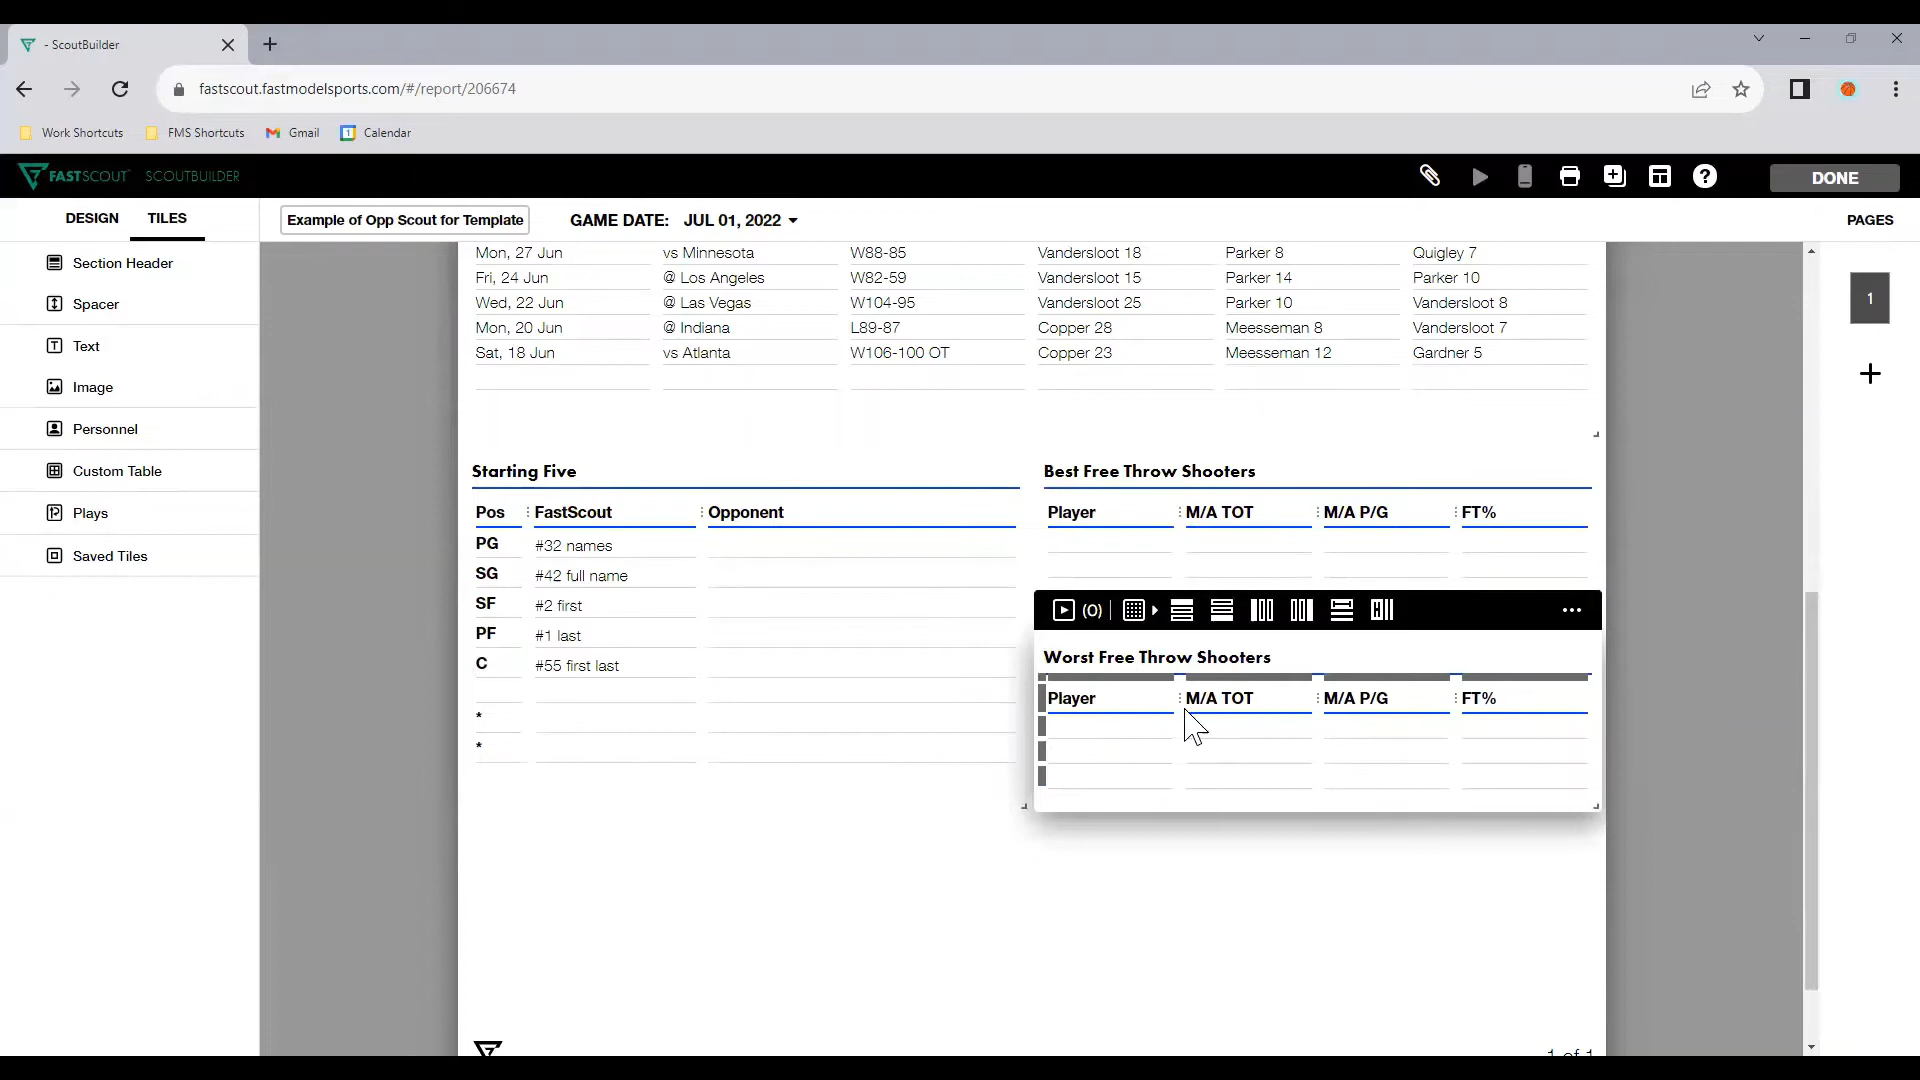 - ScoutBuilder
fastscout.fastmodelsports.com/#/report/206674
Work Shortcuts FMS Shortcuts Gmail 1 Calendar
FASTSCOUT SCOUTBUILDER DONE
DESIGN TILES Example of Opp Scout for Template GAME DATE: JUL 01, 2022 PAGES
Section Header
Spacer
Text
Image
Personnel
Custom Table
Plays
Saved Tiles
Mon, 27 Jun vs Minnesota W88-85 Vandersloot 18 Parker 8 Quigley 7
Fri, 24 Jun @ Los Angeles W82-59 Vandersloot 15 Parker 14 Parker 10
Wed, 22 Jun @ Las Vegas W104-95 Vandersloot 25 Parker 10 Vandersloot 8
Mon, 20 Jun @ Indiana L89-87 Copper 28 Meesseman 8 Vandersloot 7
Sat, 18 Jun vs Atlanta W106-100 OT Copper 23 Meesseman 12 Gardner 5
Starting Five
Pos FastScout Opponent
PG #32 names
SG #42 full name
SF #2 first
PF #1 last
C #55 first last
*
*
Best Free Throw Shooters
Player M/A TOT M/A P/G FT%
(0)
Worst Free Throw Shooters
Player M/A TOT M/A P/G FT%
1
1 of 1